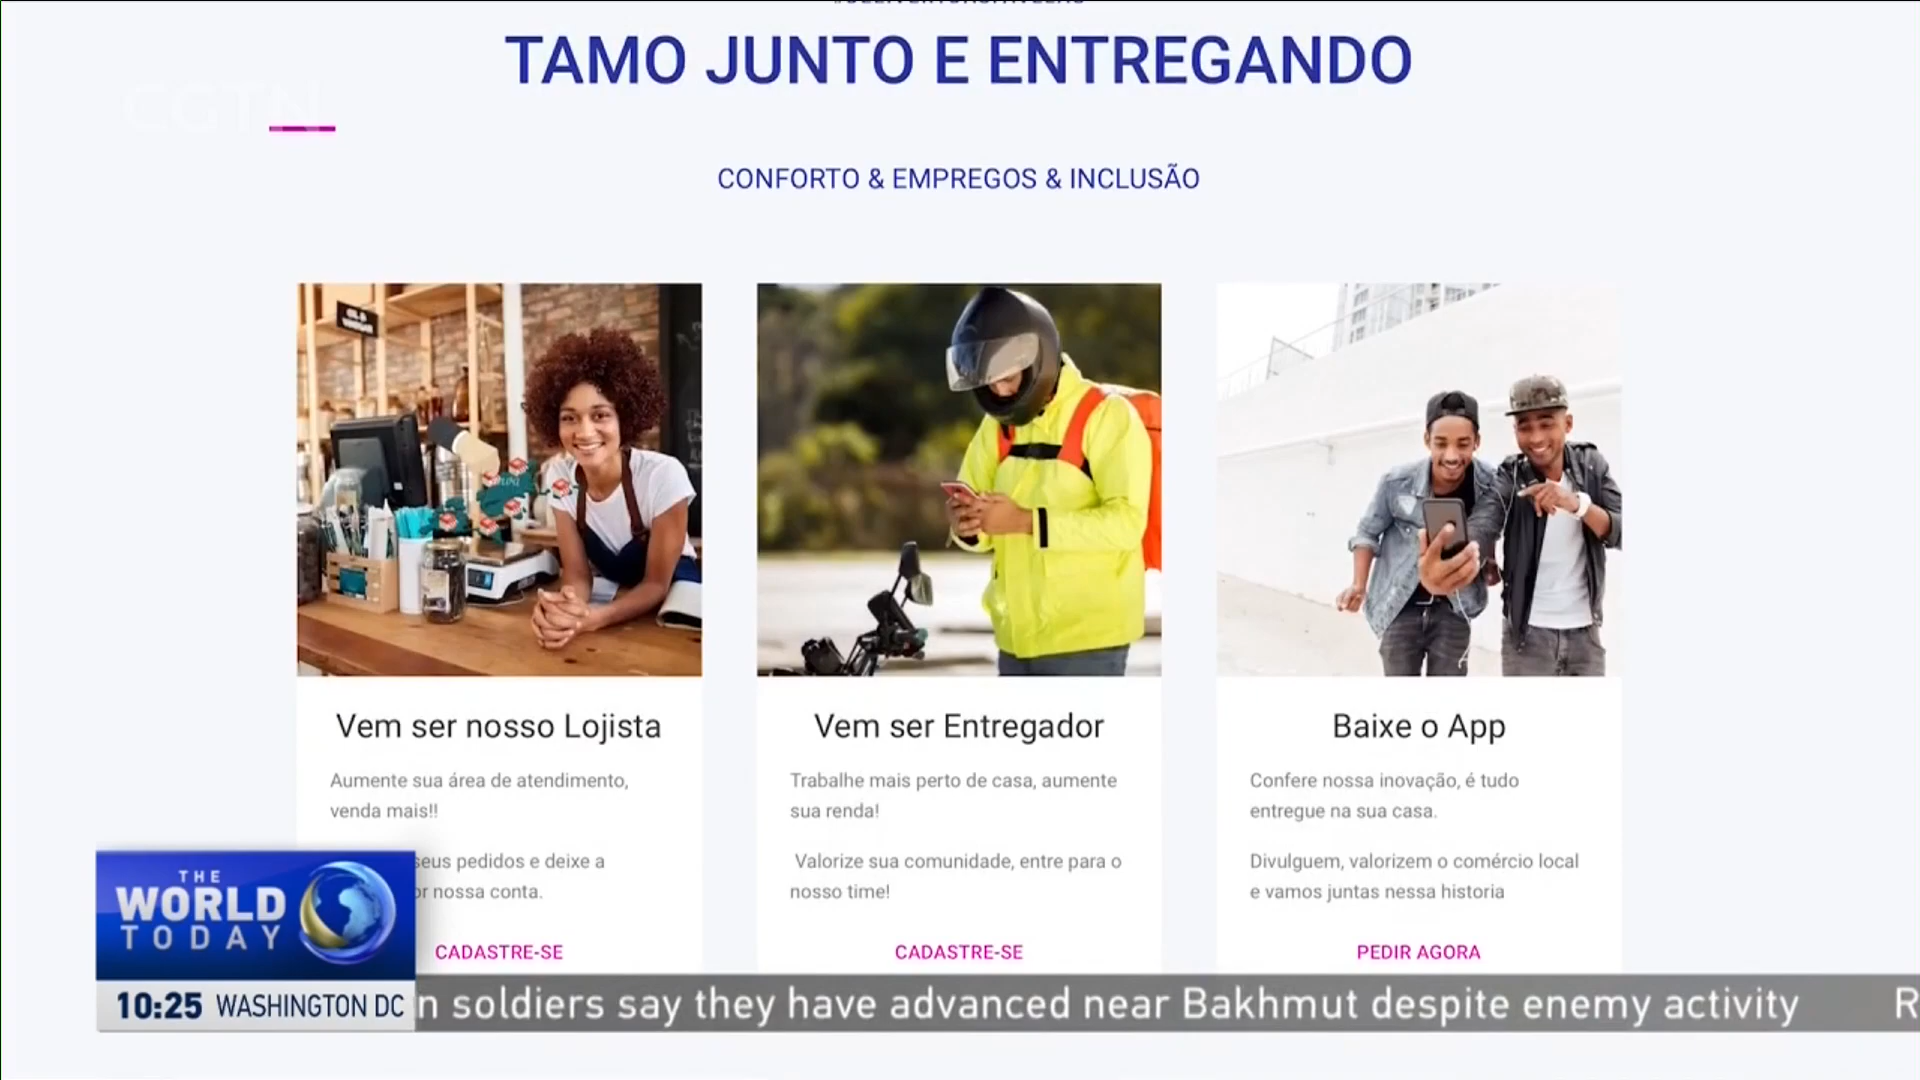 TAMO JUNTO E ENTREGANDO
CGTN
CONFORTO & EMPREGOS & INCLUSÃO
Vem ser nosso Lojista
Aumente sua área de atendimento,
venda mais!!
seus pedidos e deixe a
or nossa conta.
CADASTRE-SE
Vem ser Entregador
Trabalhe mais perto de casa, aumente
sua renda!
Valorize sua comunidade, entre para o
nosso time!
CADASTRE-SE
Baixe o App
Confere nossa inovação, é tudo
entregue na sua casa.
Divulguem, valorizem o comércio local
e vamos juntas nessa historia
PEDIR AGORA
THE
WORLD
TODAY
10:25 WASHINGTON DC
n soldiers say they have advanced near Bakhmut despite enemy activity R